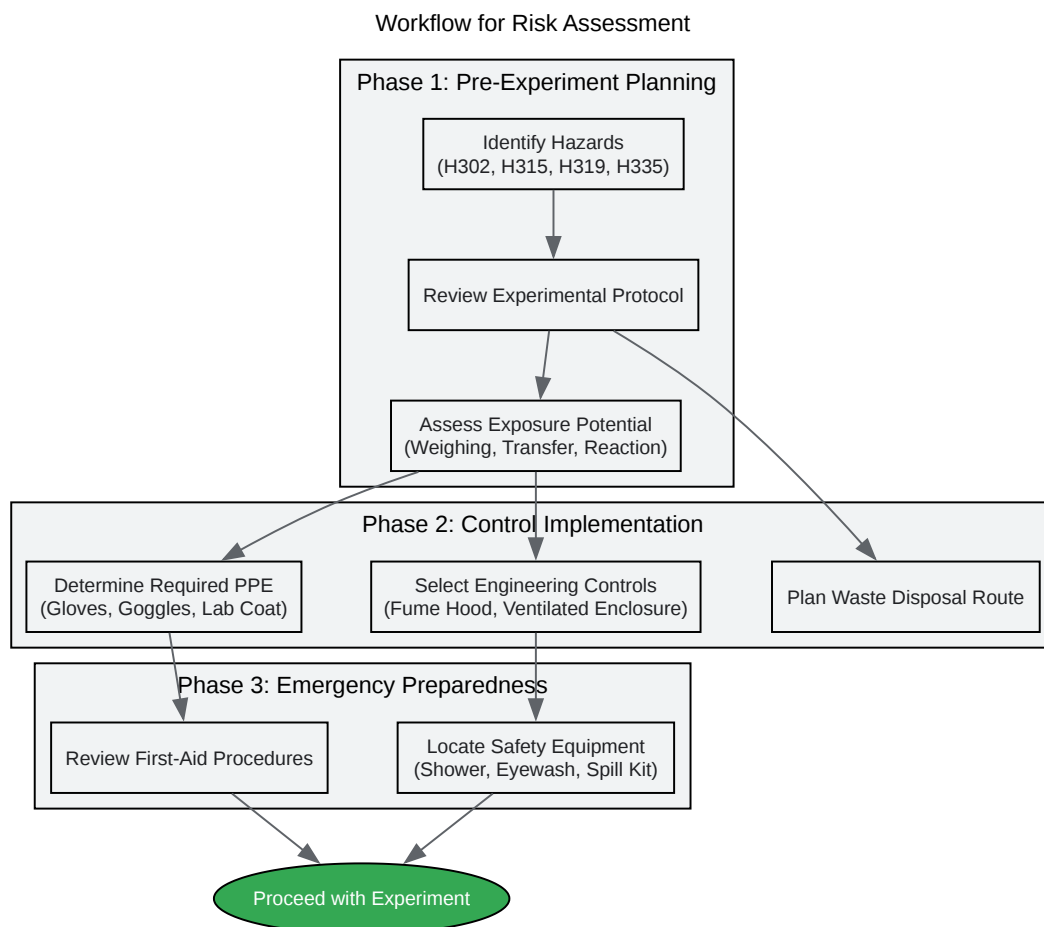 Workflow for Risk Assessment
Phase 1: Pre-Experiment Planning
Identify Hazards
(H302, H315, H319, H335)
Review Experimental Protocol
Assess Exposure Potential
(Weighing, Transfer, Reaction)
Phase 2: Control Implementation
Determine Required PPE
(Gloves, Goggles, Lab Coat)
Select Engineering Controls
(Fume Hood, Ventilated Enclosure)
Plan Waste Disposal Route
Phase 3: Emergency Preparedness
Review First-Aid Procedures
Locate Safety Equipment
(Shower, Eyewash, Spill Kit)
Proceed with Experiment